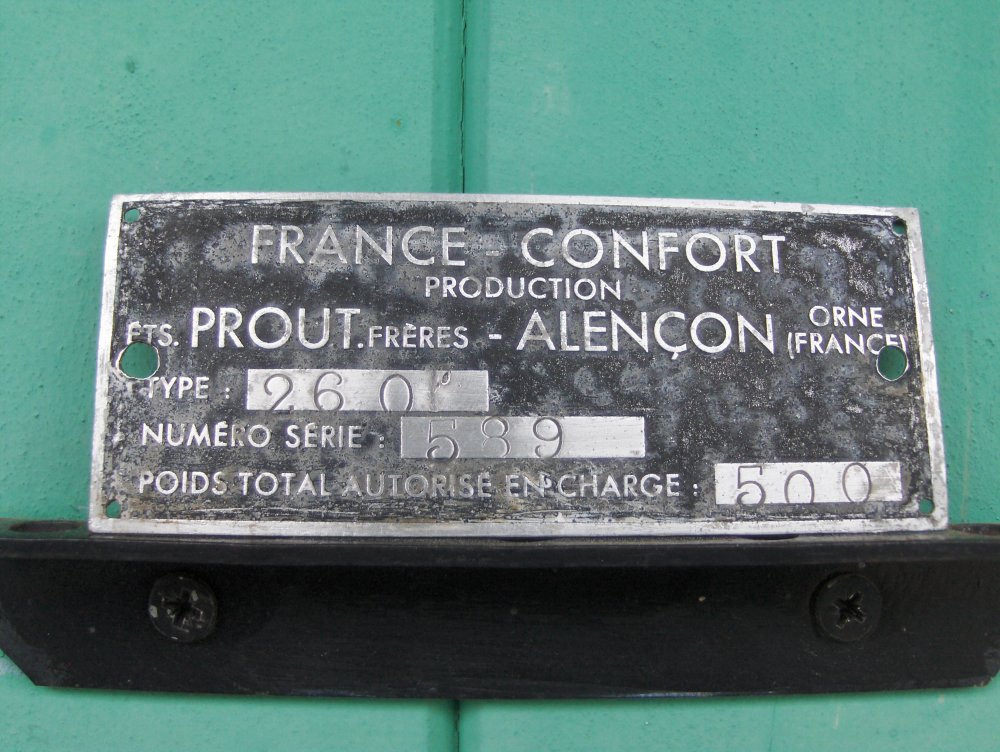 FRANCE - CONFORT
PRODUCTION
ETS. PROUT. FRÈRES - ALENÇON ORNE (FRANCE)
TYPE : 260
NUMÉRO SÉRIE : 589
POIDS TOTAL AUTORISÉ EN CHARGE : 500